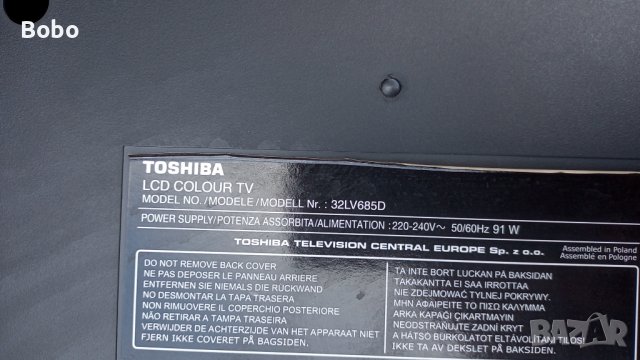 Bobo
TOSHIBA
LCD COLOUR TV
MODEL NO./MODELE/MODELL Nr. : 32LV685D
POWER SUPPLY/POTENZA ASSORBITA/ALIMENTATION : 220-240V~ 50/60Hz 91 W
TOSHIBA TELEVISION CENTRAL EUROPE Sp. z o.o.
Assembled in Poland
Assemblé en Pologne
DO NOT REMOVE BACK COVER
NE PAS DEPOSER LE PANNEAU ARRIERE
ENTFERNEN SIE NIEMALS DIE RÜCKWAND
NO DESMONTAR LA TAPA TRASERA
NON RIMUOVERE IL COPERCHIO POSTERIORE
NÃO RETIRAR A TAMPA TRASEIRA
VERWIJDER DE ACHTERZIJDE VAN HET APPARAAT NIET
FJERN IKKE COVERET PÅ BAGSIDEN
TA INTE BORT LUCKAN PÅ BAKSIDAN
TAKAKANTTA EI SAA IRROTTAA
NIE ZDEJMOWAĆ TYLNEJ POKRYWY.
ΜΗΝ ΑΦΑΙΡΕΙΤΕ ΤΟ ΠΙΣΩ ΚΑΛΥΜΜΑ
ARKA KAPAĞI ÇIKARTMAYIN
NEODSTRAŇUJTE ZADNÍ KRYT
A HÁTSÓ BURKOLATOT ELTÁVOLÍTANI TILOS!
IKKE TA AV DEKSLET PÅ BAKSIDEN.
BAZAR